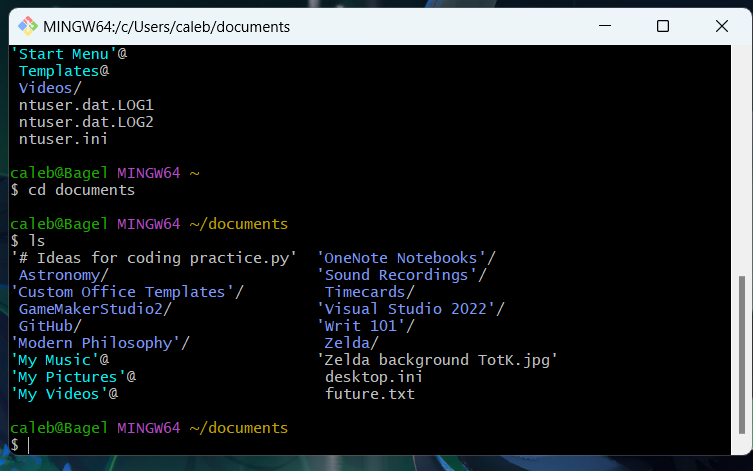 MINGW64:/c/Users/caleb/documents
'Start Menu'@
 Templates@
 Videos/
 ntuser.dat.LOG1
 ntuser.dat.LOG2
 ntuser.ini

caleb@Bagel MINGW64 ~
$ cd documents

caleb@Bagel MINGW64 ~/documents
$ ls
'# Ideas for coding practice.py'  'OneNote Notebooks'/
 Astronomy/                       'Sound Recordings'/
'Custom Office Templates'/         Timecards/
 GameMakerStudio2/                'Visual Studio 2022'/
 GitHub/                          'Writ 101'/
'Modern Philosophy'/               Zelda/
'My Music'@                       'Zelda background TotK.jpg'
'My Pictures'@                     desktop.ini
'My Videos'@                       future.txt

caleb@Bagel MINGW64 ~/documents
$